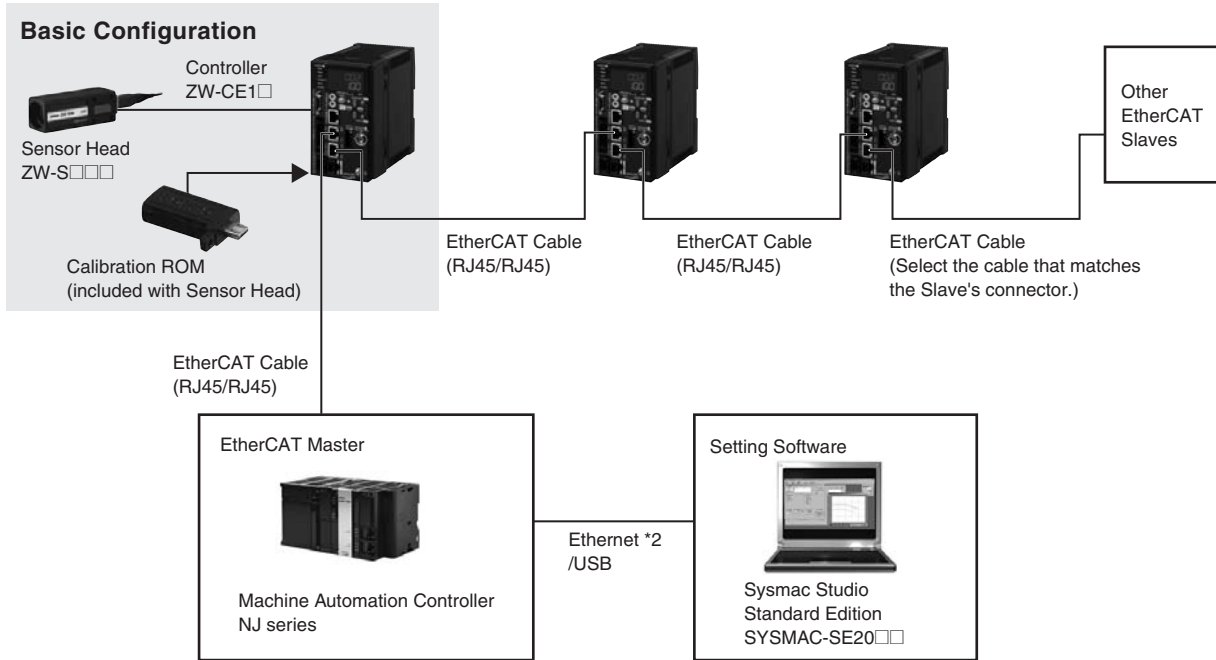 Basic Configuration
Controller
ZW-CE1□
Sensor Head
ZW-S□□□
Calibration ROM
(included with Sensor Head)
EtherCAT Cable
(RJ45/RJ45)
EtherCAT Cable
(RJ45/RJ45)
EtherCAT Cable
(Select the cable that matches
the Slave's connector.)
Other
EtherCAT
Slaves
EtherCAT Cable
(RJ45/RJ45)
EtherCAT Master
Machine Automation Controller
NJ series
Ethernet *2
/USB
Setting Software
Sysmac Studio
Standard Edition
SYSMAC-SE20□□